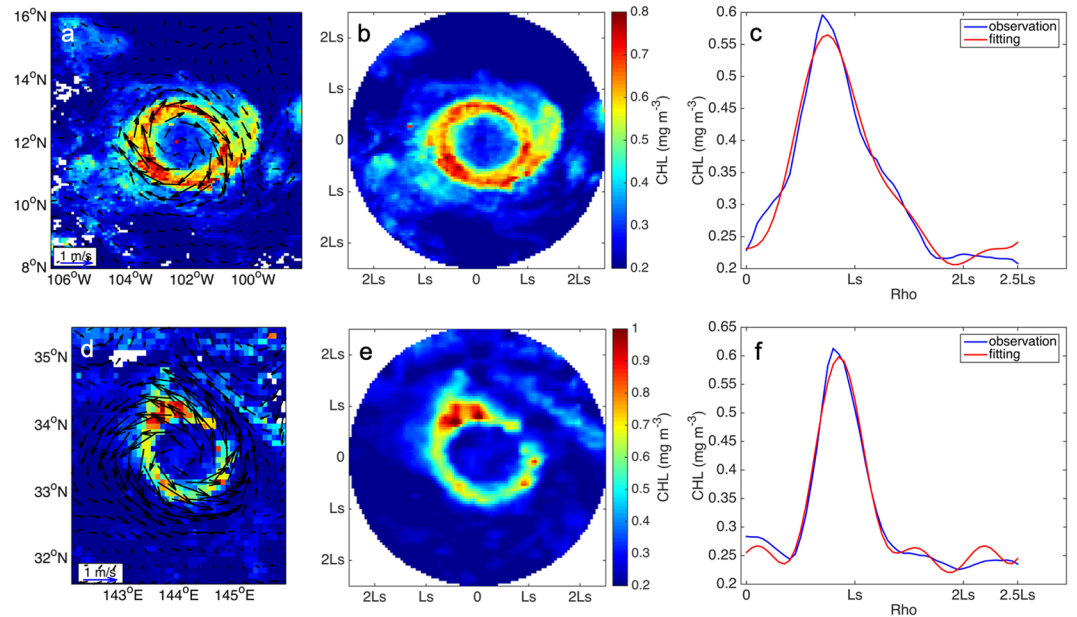 a
16°N
14°N
12°N
10°N
8°N
1 m/s
106°W 104°W 102°W 100°W
b
2Ls
Ls
0
Ls
2Ls
2Ls Ls 0 Ls 2Ls
0.8
0.7
0.6
0.5
0.4
0.3
0.2
CHL (mg m⁻³)
c
observation
fitting
0.6
0.55
0.5
0.45
0.4
0.35
0.3
0.25
0.2
CHL (mg m⁻³)
0 Ls 2Ls 2.5Ls
Rho
d
35°N
34°N
33°N
32°N
1 m/s
143°E 144°E 145°E
e
2Ls
Ls
0
Ls
2Ls
2Ls Ls 0 Ls 2Ls
1
0.9
0.8
0.7
0.6
0.5
0.4
0.3
0.2
CHL (mg m⁻³)
f
observation
fitting
0.65
0.6
0.55
0.5
0.45
0.4
0.35
0.3
0.25
0.2
CHL (mg m⁻³)
0 Ls 2Ls 2.5Ls
Rho